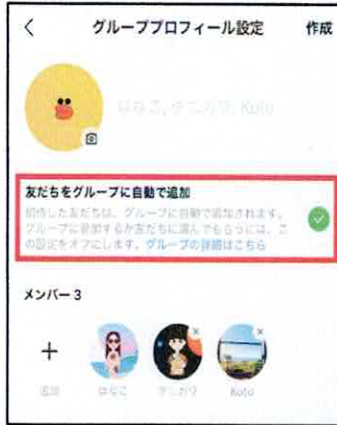 グループプロフィール設定 作成
はなこ, タニガワ, Koto
友だちをグループに自動で追加
招待した友だちは、グループに自動で追加されます。
グループに参加するか友だちに選んでもらうには、こ
の設定をオフにします。グループの詳細はこちら
メンバー 3
追加 はなこ タニガワ Koto